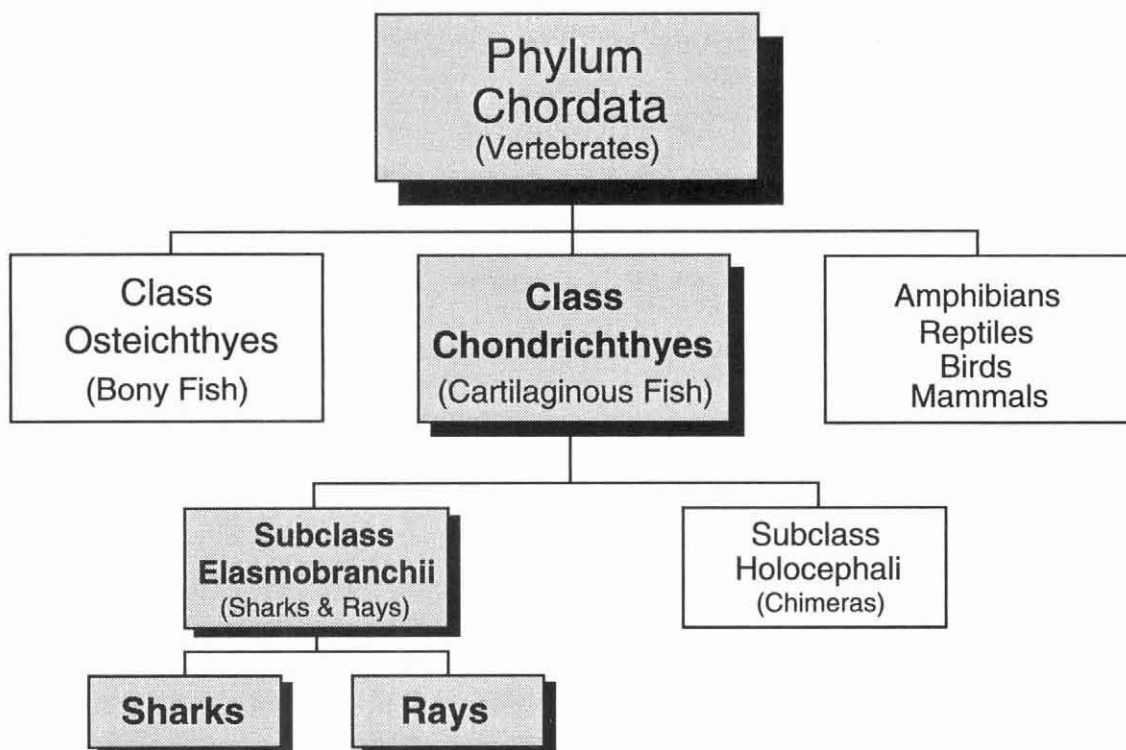 Phylum
Chordata
(Vertebrates)
Class
Osteichthyes
(Bony Fish)
Class
Chondrichthyes
(Cartilaginous Fish)
Amphibians
Reptiles
Birds
Mammals
Subclass
Elasmobranchii
(Sharks & Rays)
Subclass
Holocephali
(Chimeras)
Sharks
Rays